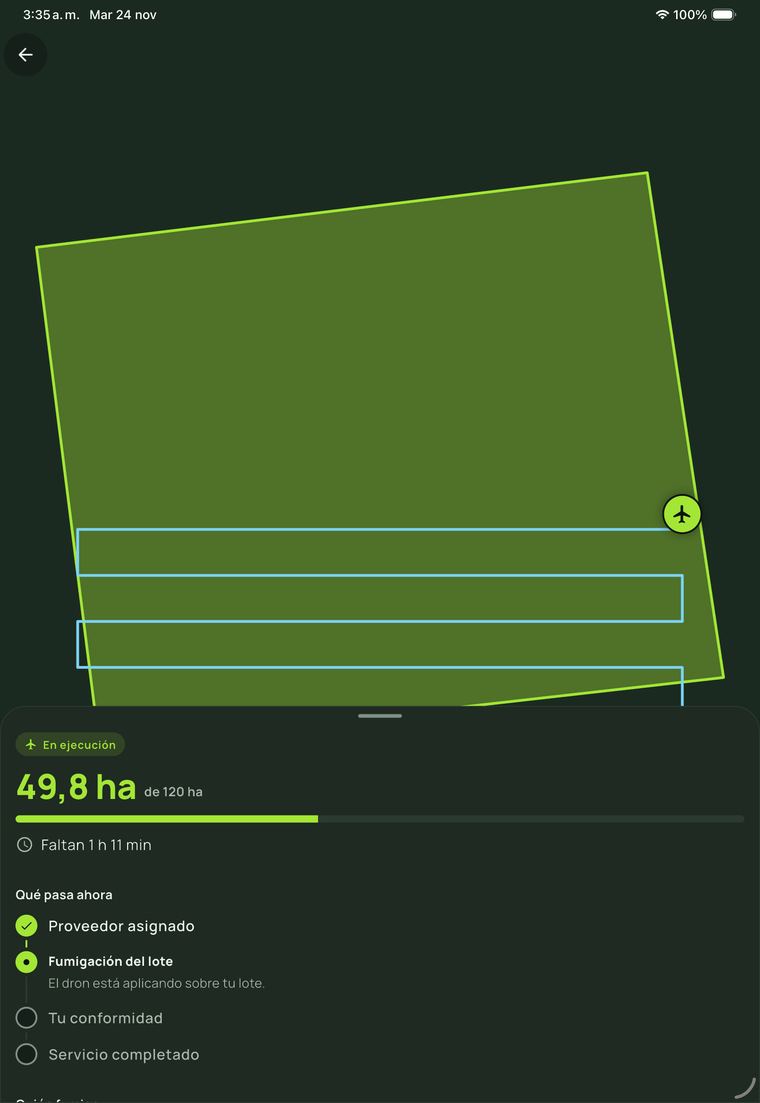 3:35 a. m. Mar 24 nov 100%
En ejecución
49,8 ha de 120 ha
Faltan 1 h 11 min
Qué pasa ahora
Proveedor asignado
Fumigación del lote
El dron está aplicando sobre tu lote.
Tu conformidad
Servicio completado